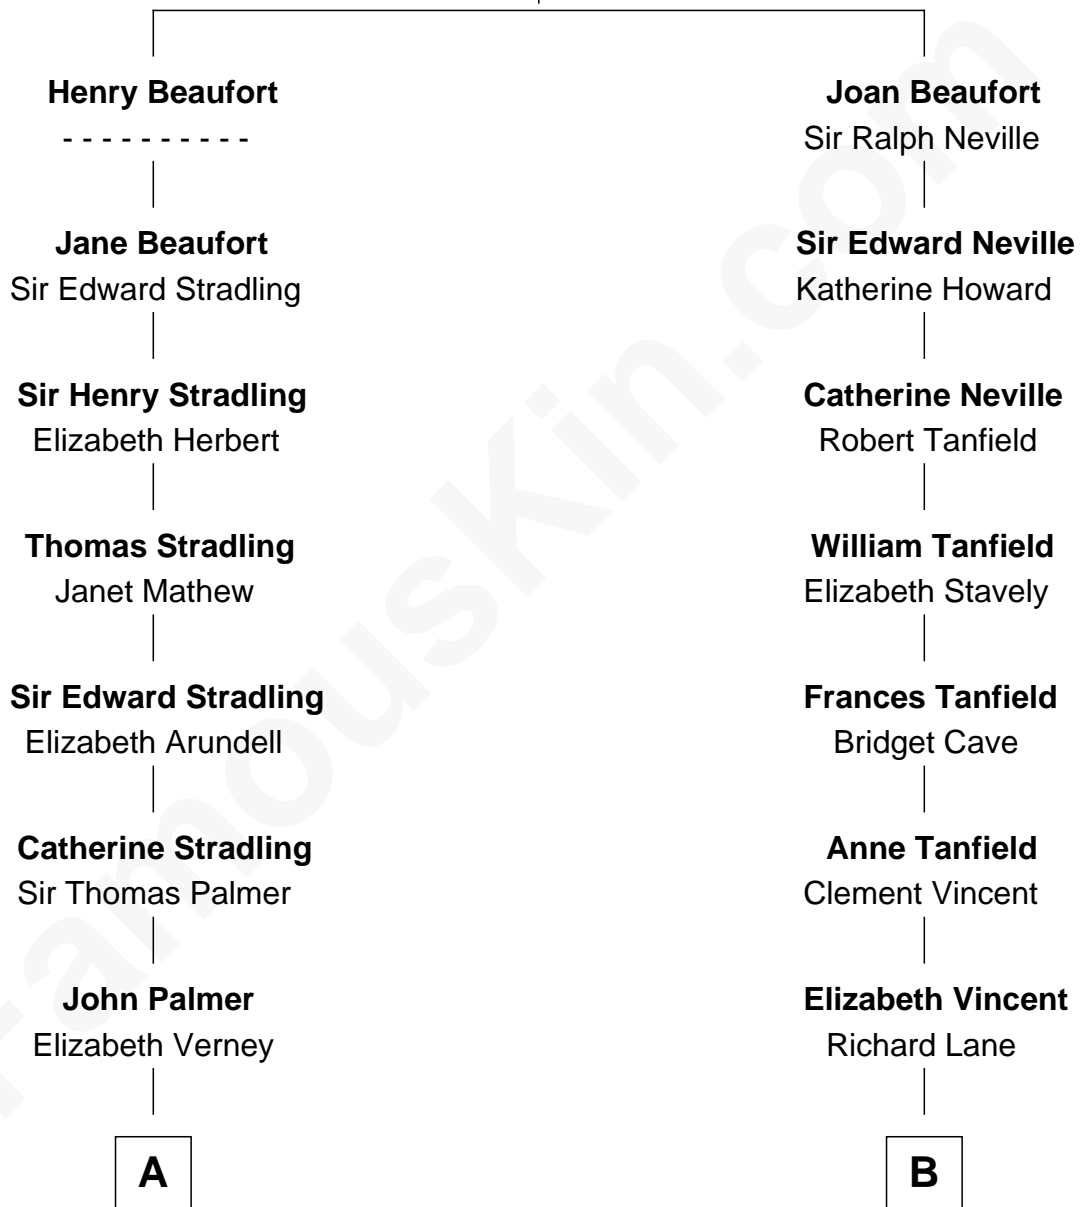 Henry Beaufort
- - - - - - - - - -
Jane Beaufort
Sir Edward Stradling
Sir Henry Stradling
Elizabeth Herbert
Thomas Stradling
Janet Mathew
Sir Edward Stradling
Elizabeth Arundell
Catherine Stradling
Sir Thomas Palmer
John Palmer
Elizabeth Verney
A
Joan Beaufort
Sir Ralph Neville
Sir Edward Neville
Katherine Howard
Catherine Neville
Robert Tanfield
William Tanfield
Elizabeth Stavely
Frances Tanfield
Bridget Cave
Anne Tanfield
Clement Vincent
Elizabeth Vincent
Richard Lane
B
FamousKin.com